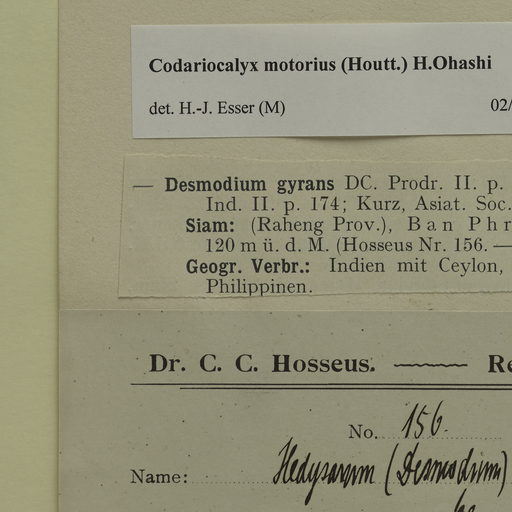 Codariocalyx motorius (Houtt.) H.Ohashi
det. H.-J. Esser (M) 02/
— Desmodium gyrans DC. Prodr. II. p.
Ind. II. p. 174; Kurz, Asiat. Soc.
Siam: (Raheng Prov.), Ban Phr
120 m ü. d. M. (Hosseus Nr. 156. —
Geogr. Verbr.: Indien mit Ceylon,
Philippinen.
Dr. C. C. Hosseus. — Re
No. 156.
Name: Hedysarum (Desmodium)